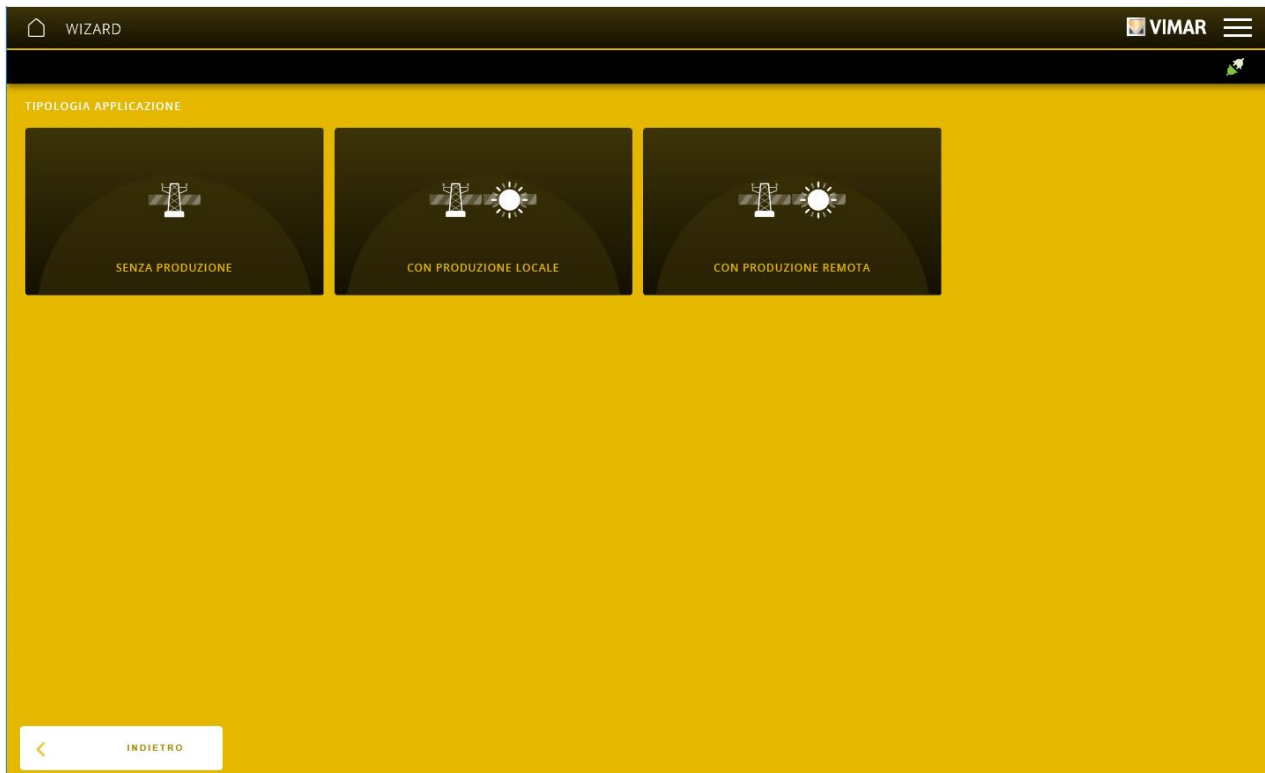 WIZARD
VIMAR
TIPOLOGIA APPLICAZIONE
SENZA PRODUZIONE
CON PRODUZIONE LOCALE
CON PRODUZIONE REMOTA
INDIETRO